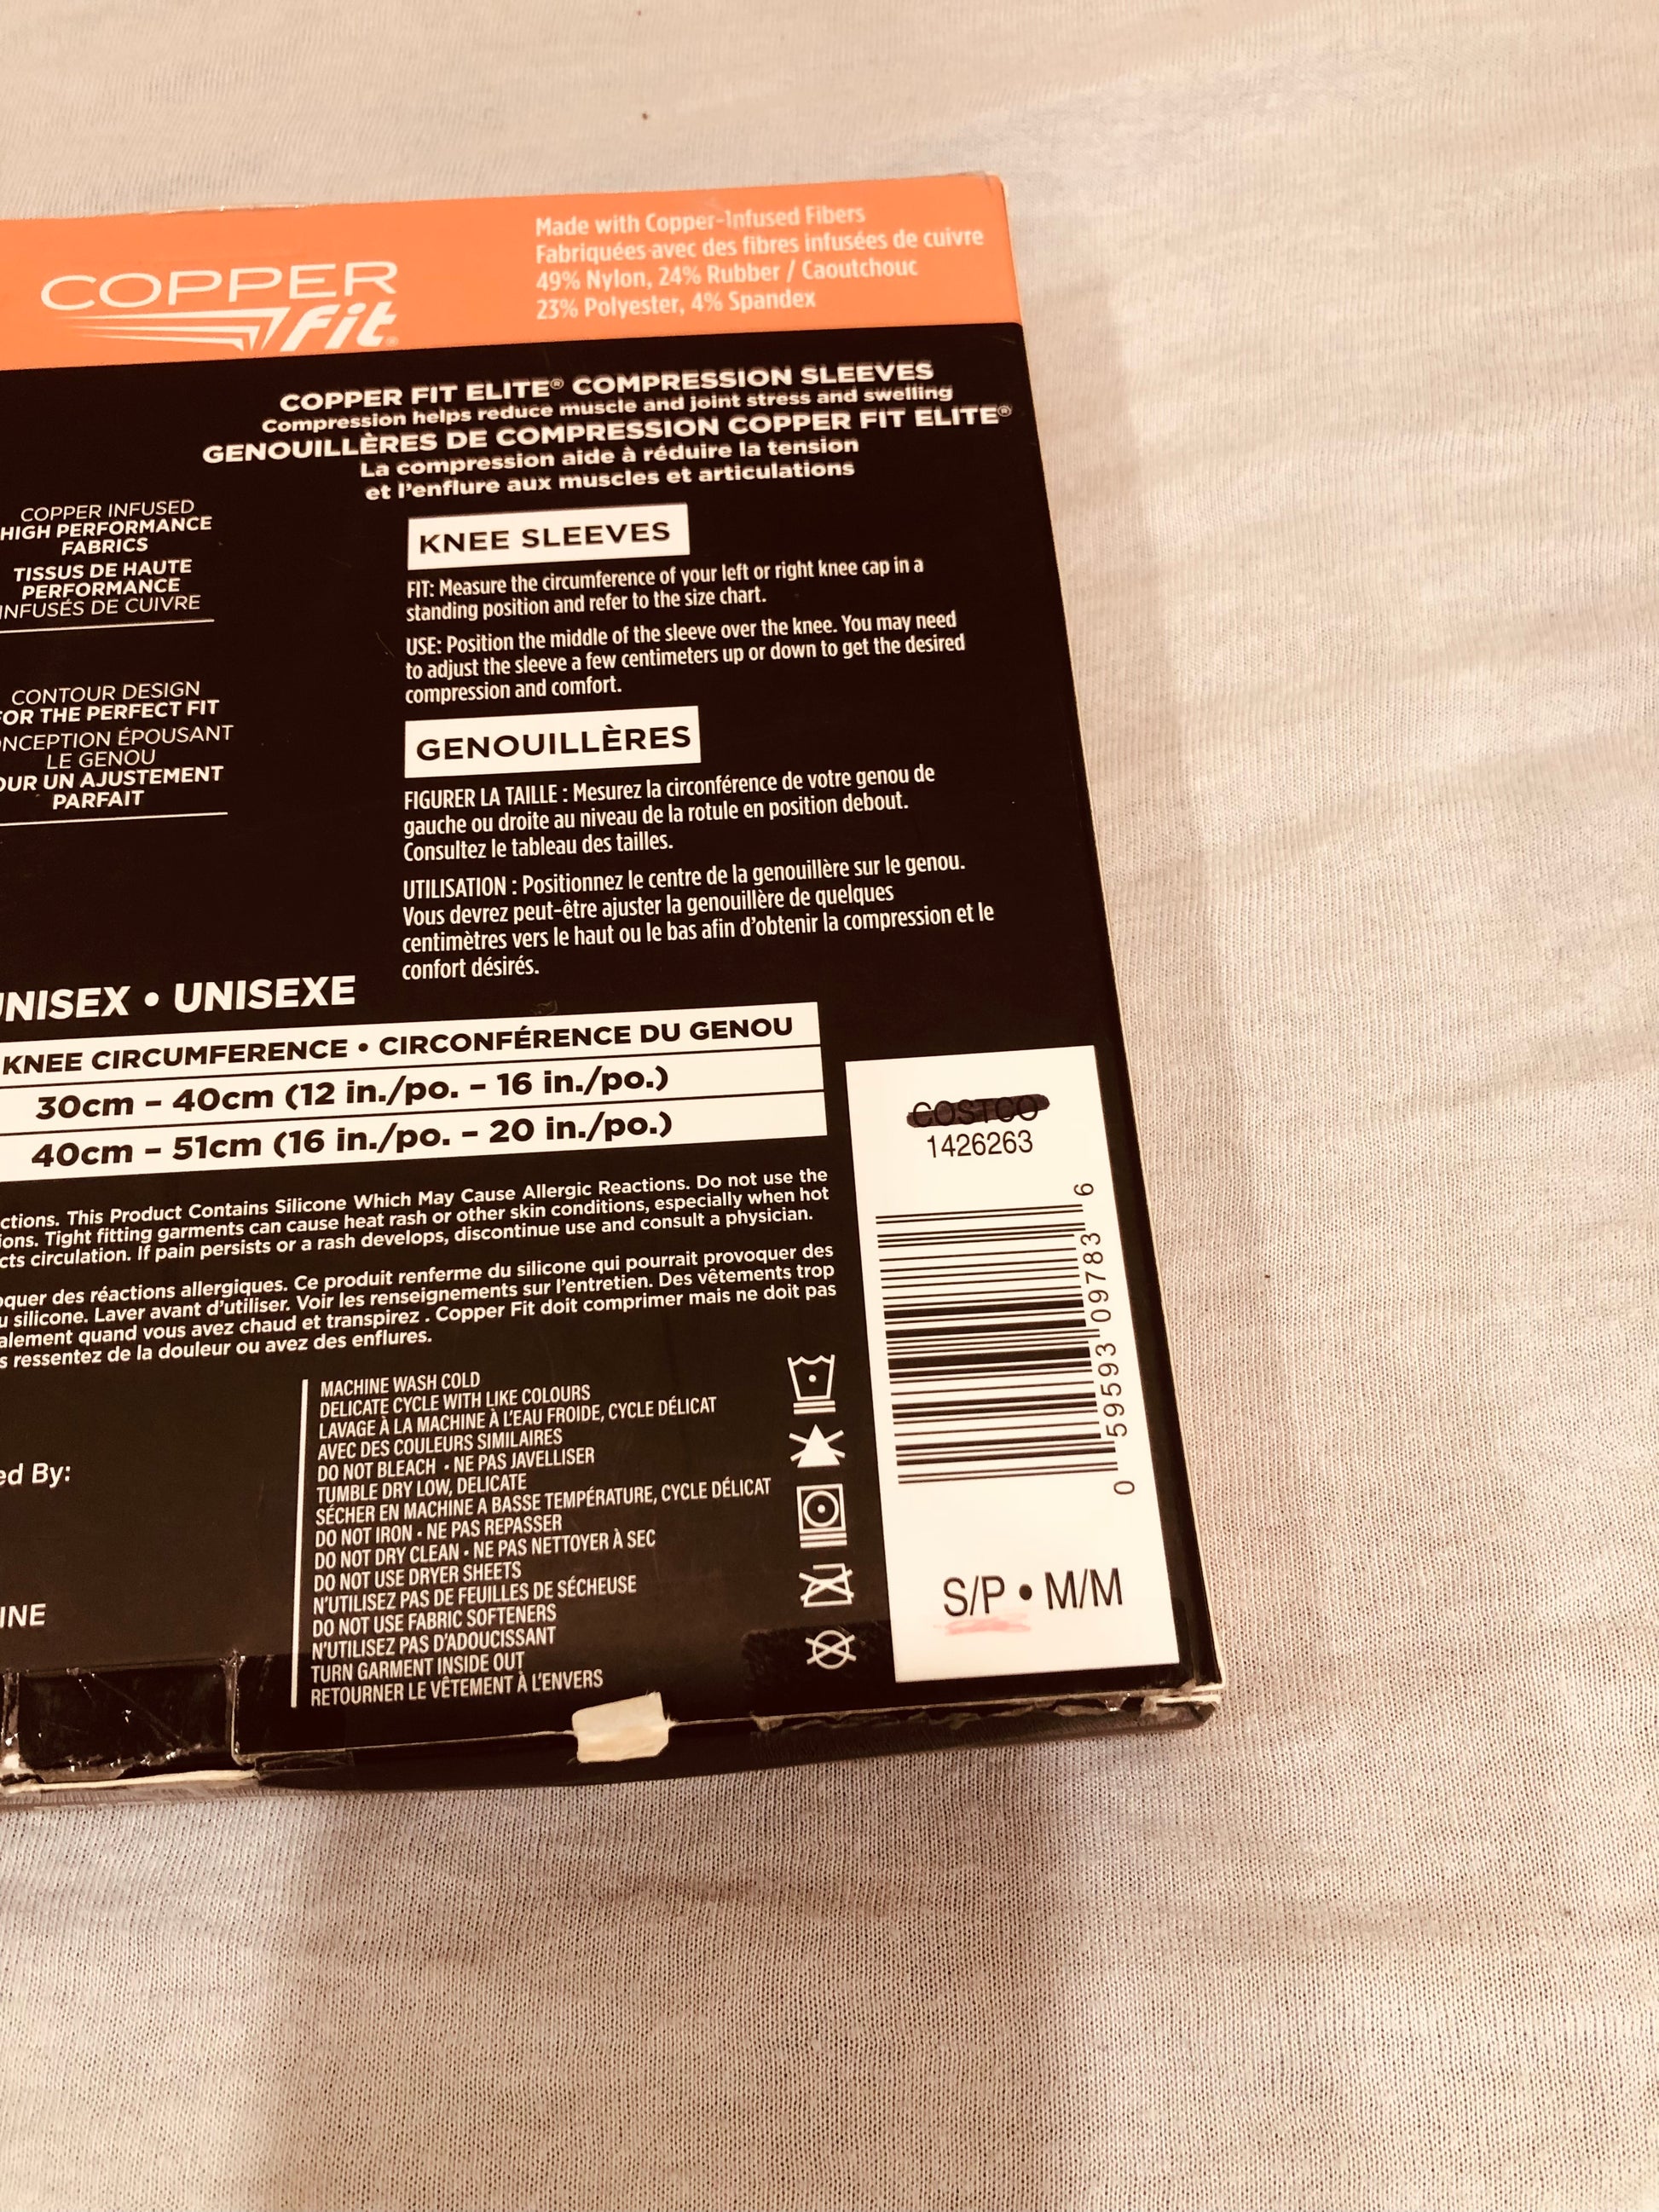 COPPER
Fit®
Made with Copper-Infused Fibers
Fabriquées avec des fibres infusées de cuivre
49% Nylon, 24% Rubber / Caoutchouc
23% Polyester, 4% Spandex
COPPER FIT ELITE® COMPRESSION SLEEVES
Compression helps reduce muscle and joint stress and swelling
GENOUILLÈRES DE COMPRESSION COPPER FIT ELITE®
La compression aide à réduire la tension
et l'enflure aux muscles et articulations
COPPER INFUSED
HIGH PERFORMANCE
FABRICS
TISSUS DE HAUTE
PERFORMANCE
INFUSÉS DE CUIVRE
CONTOUR DESIGN
FOR THE PERFECT FIT
NCEPTION ÉPOUSANT
LE GENOU
OUR UN AJUSTEMENT
PARFAIT
KNEE SLEEVES
FIT: Measure the circumference of your left or right knee cap in a
standing position and refer to the size chart.
USE: Position the middle of the sleeve over the knee. You may need
to adjust the sleeve a few centimeters up or down to get the desired
compression and comfort.
GENOUILLÈRES
FIGURER LA TAILLE : Mesurez la circonférence de votre genou de
gauche ou droite au niveau de la rotule en position debout.
Consultez le tableau des tailles.
UTILISATION : Positionnez le centre de la genouillère sur le genou.
Vous devrez peut-être ajuster la genouillère de quelques
centimètres vers le haut ou le bas afin d'obtenir la compression et le
confort désirés.
UNISEX • UNISEXE
KNEE CIRCUMFERENCE • CIRCONFÉRENCE DU GENOU
30cm – 40cm (12 in./po. – 16 in./po.)
40cm – 51cm (16 in./po. – 20 in./po.)
ctions. This Product Contains Silicone Which May Cause Allergic Reactions. Do not use the
ions. Tight fitting garments can cause heat rash or other skin conditions, especially when hot
cts circulation. If pain persists or a rash develops, discontinue use and consult a physician.
oquer des réactions allergiques. Ce produit renferme du silicone qui pourrait provoquer des
u silicone. Laver avant d'utiliser. Voir les renseignements sur l'entretien. Des vêtements trop
alement quand vous avez chaud et transpirez . Copper Fit doit comprimer mais ne doit pas
s ressentez de la douleur ou avez des enflures.
ed By:
INE
MACHINE WASH COLD
DELICATE CYCLE WITH LIKE COLOURS
LAVAGE À LA MACHINE À L'EAU FROIDE, CYCLE DÉLICAT
AVEC DES COULEURS SIMILAIRES
DO NOT BLEACH • NE PAS JAVELLISER
TUMBLE DRY LOW, DELICATE
SÉCHER EN MACHINE A BASSE TEMPÉRATURE, CYCLE DÉLICAT
DO NOT IRON • NE PAS REPASSER
DO NOT DRY CLEAN • NE PAS NETTOYER À SEC
DO NOT USE DRYER SHEETS
N'UTILISEZ PAS DE FEUILLES DE SÉCHEUSE
DO NOT USE FABRIC SOFTENERS
N'UTILISEZ PAS D'ADOUCISSANT
TURN GARMENT INSIDE OUT
RETOURNER LE VÊTEMENT À L'ENVERS
COSTCO
1426263
0 59593 09783 6
S/P • M/M